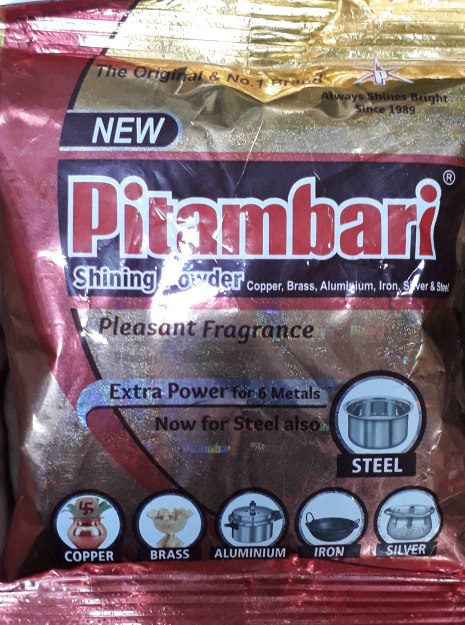 The Original & No.1 Brand
P
Always Shines Bright
Since 1989
NEW
Pitambari®
Shining Powder Copper, Brass, Aluminium, Iron, Silver & Steel
Pleasant Fragrance
Extra Power for 6 Metals
Now for Steel also
STEEL
COPPER BRASS ALUMINIUM IRON SILVER